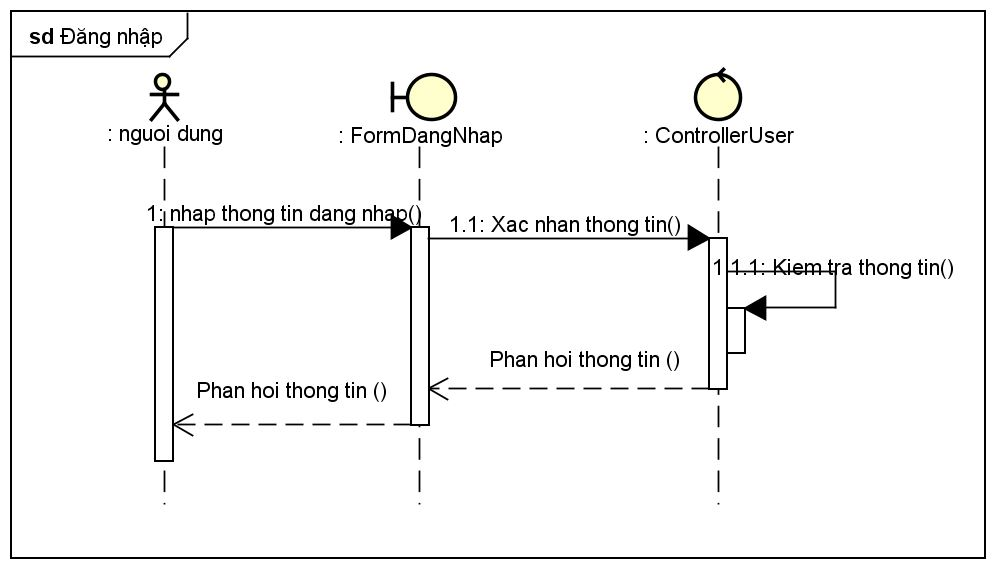 sd Đăng nhập
: nguoi dung
: FormDangNhap
: ControllerUser
1: nhap thong tin dang nhap()
1.1: Xac nhan thong tin()
1.1.1: Kiem tra thong tin()
Phan hoi thong tin ()
Phan hoi thong tin ()